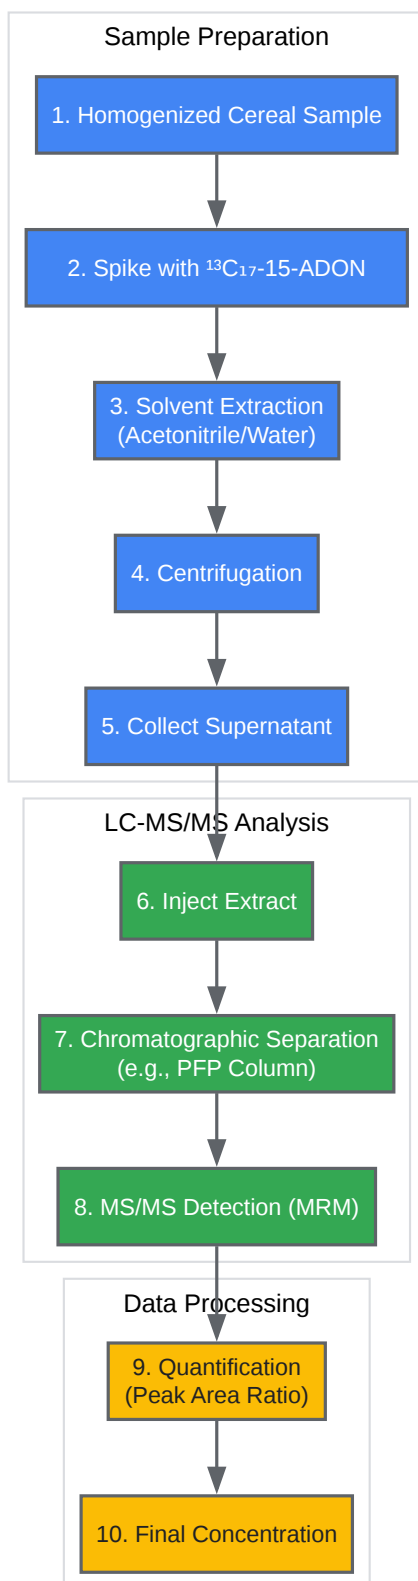 Sample Preparation
1. Homogenized Cereal Sample
2. Spike with ¹³C₁₇-15-ADON
3. Solvent Extraction
(Acetonitrile/Water)
4. Centrifugation
5. Collect Supernatant
LC-MS/MS Analysis
6. Inject Extract
7. Chromatographic Separation
(e.g., PFP Column)
8. MS/MS Detection (MRM)
Data Processing
9. Quantification
(Peak Area Ratio)
10. Final Concentration